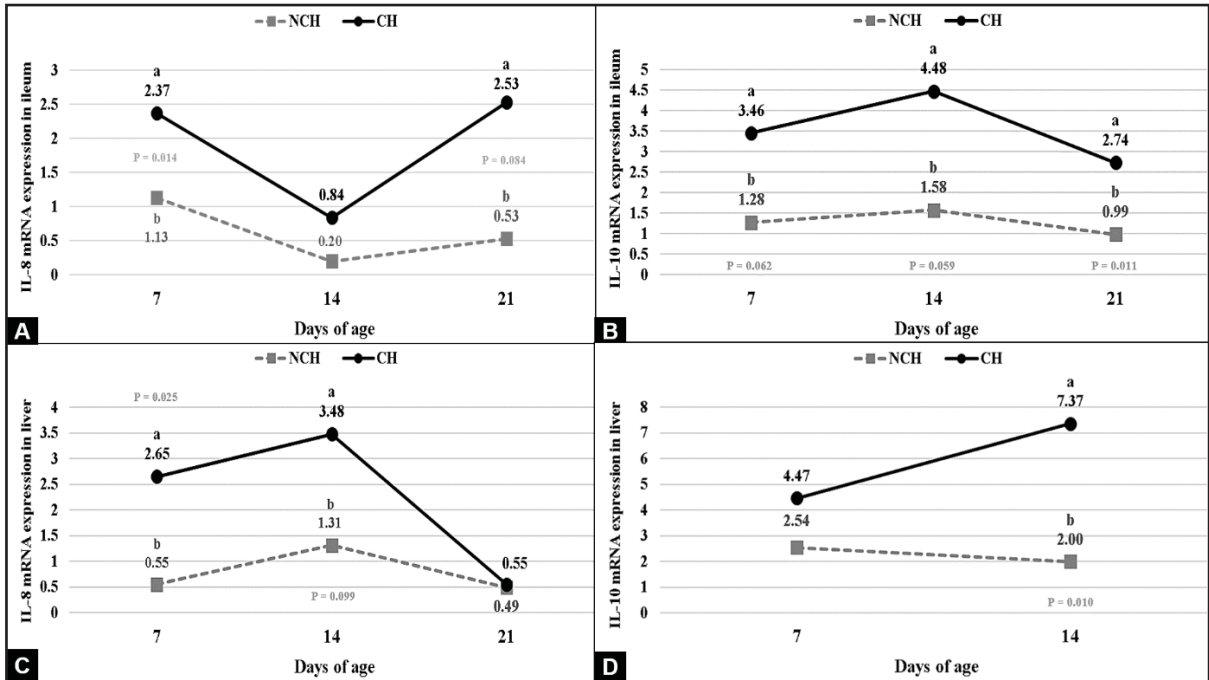 NCH CH
IL-8 mRNA expression in ileum
3
2.5
2
1.5
1
0.5
0
a
2.37
P = 0.014
b
1.13
0.84
0.20
a
2.53
P = 0.084
b
0.53
7 14 21
Days of age
A
NCH CH
IL-10 mRNA expression in ileum
5
4.5
4
3.5
3
2.5
2
1.5
1
0.5
0
a
3.46
b
1.28
P = 0.062
a
4.48
b
1.58
P = 0.059
a
2.74
b
0.99
P = 0.011
7 14 21
Days of age
B
NCH CH
IL-8 mRNA expression in liver
4
3.5
3
2.5
2
1.5
1
0.5
0
P = 0.025
a
2.65
b
0.55
a
3.48
b
1.31
P = 0.099
0.55
0.49
7 14 21
Days of age
C
NCH CH
IL-10 mRNA expression in liver
8
7
6
5
4
3
2
1
0
4.47
2.54
a
7.37
b
2.00
P = 0.010
7 14
Days of age
D